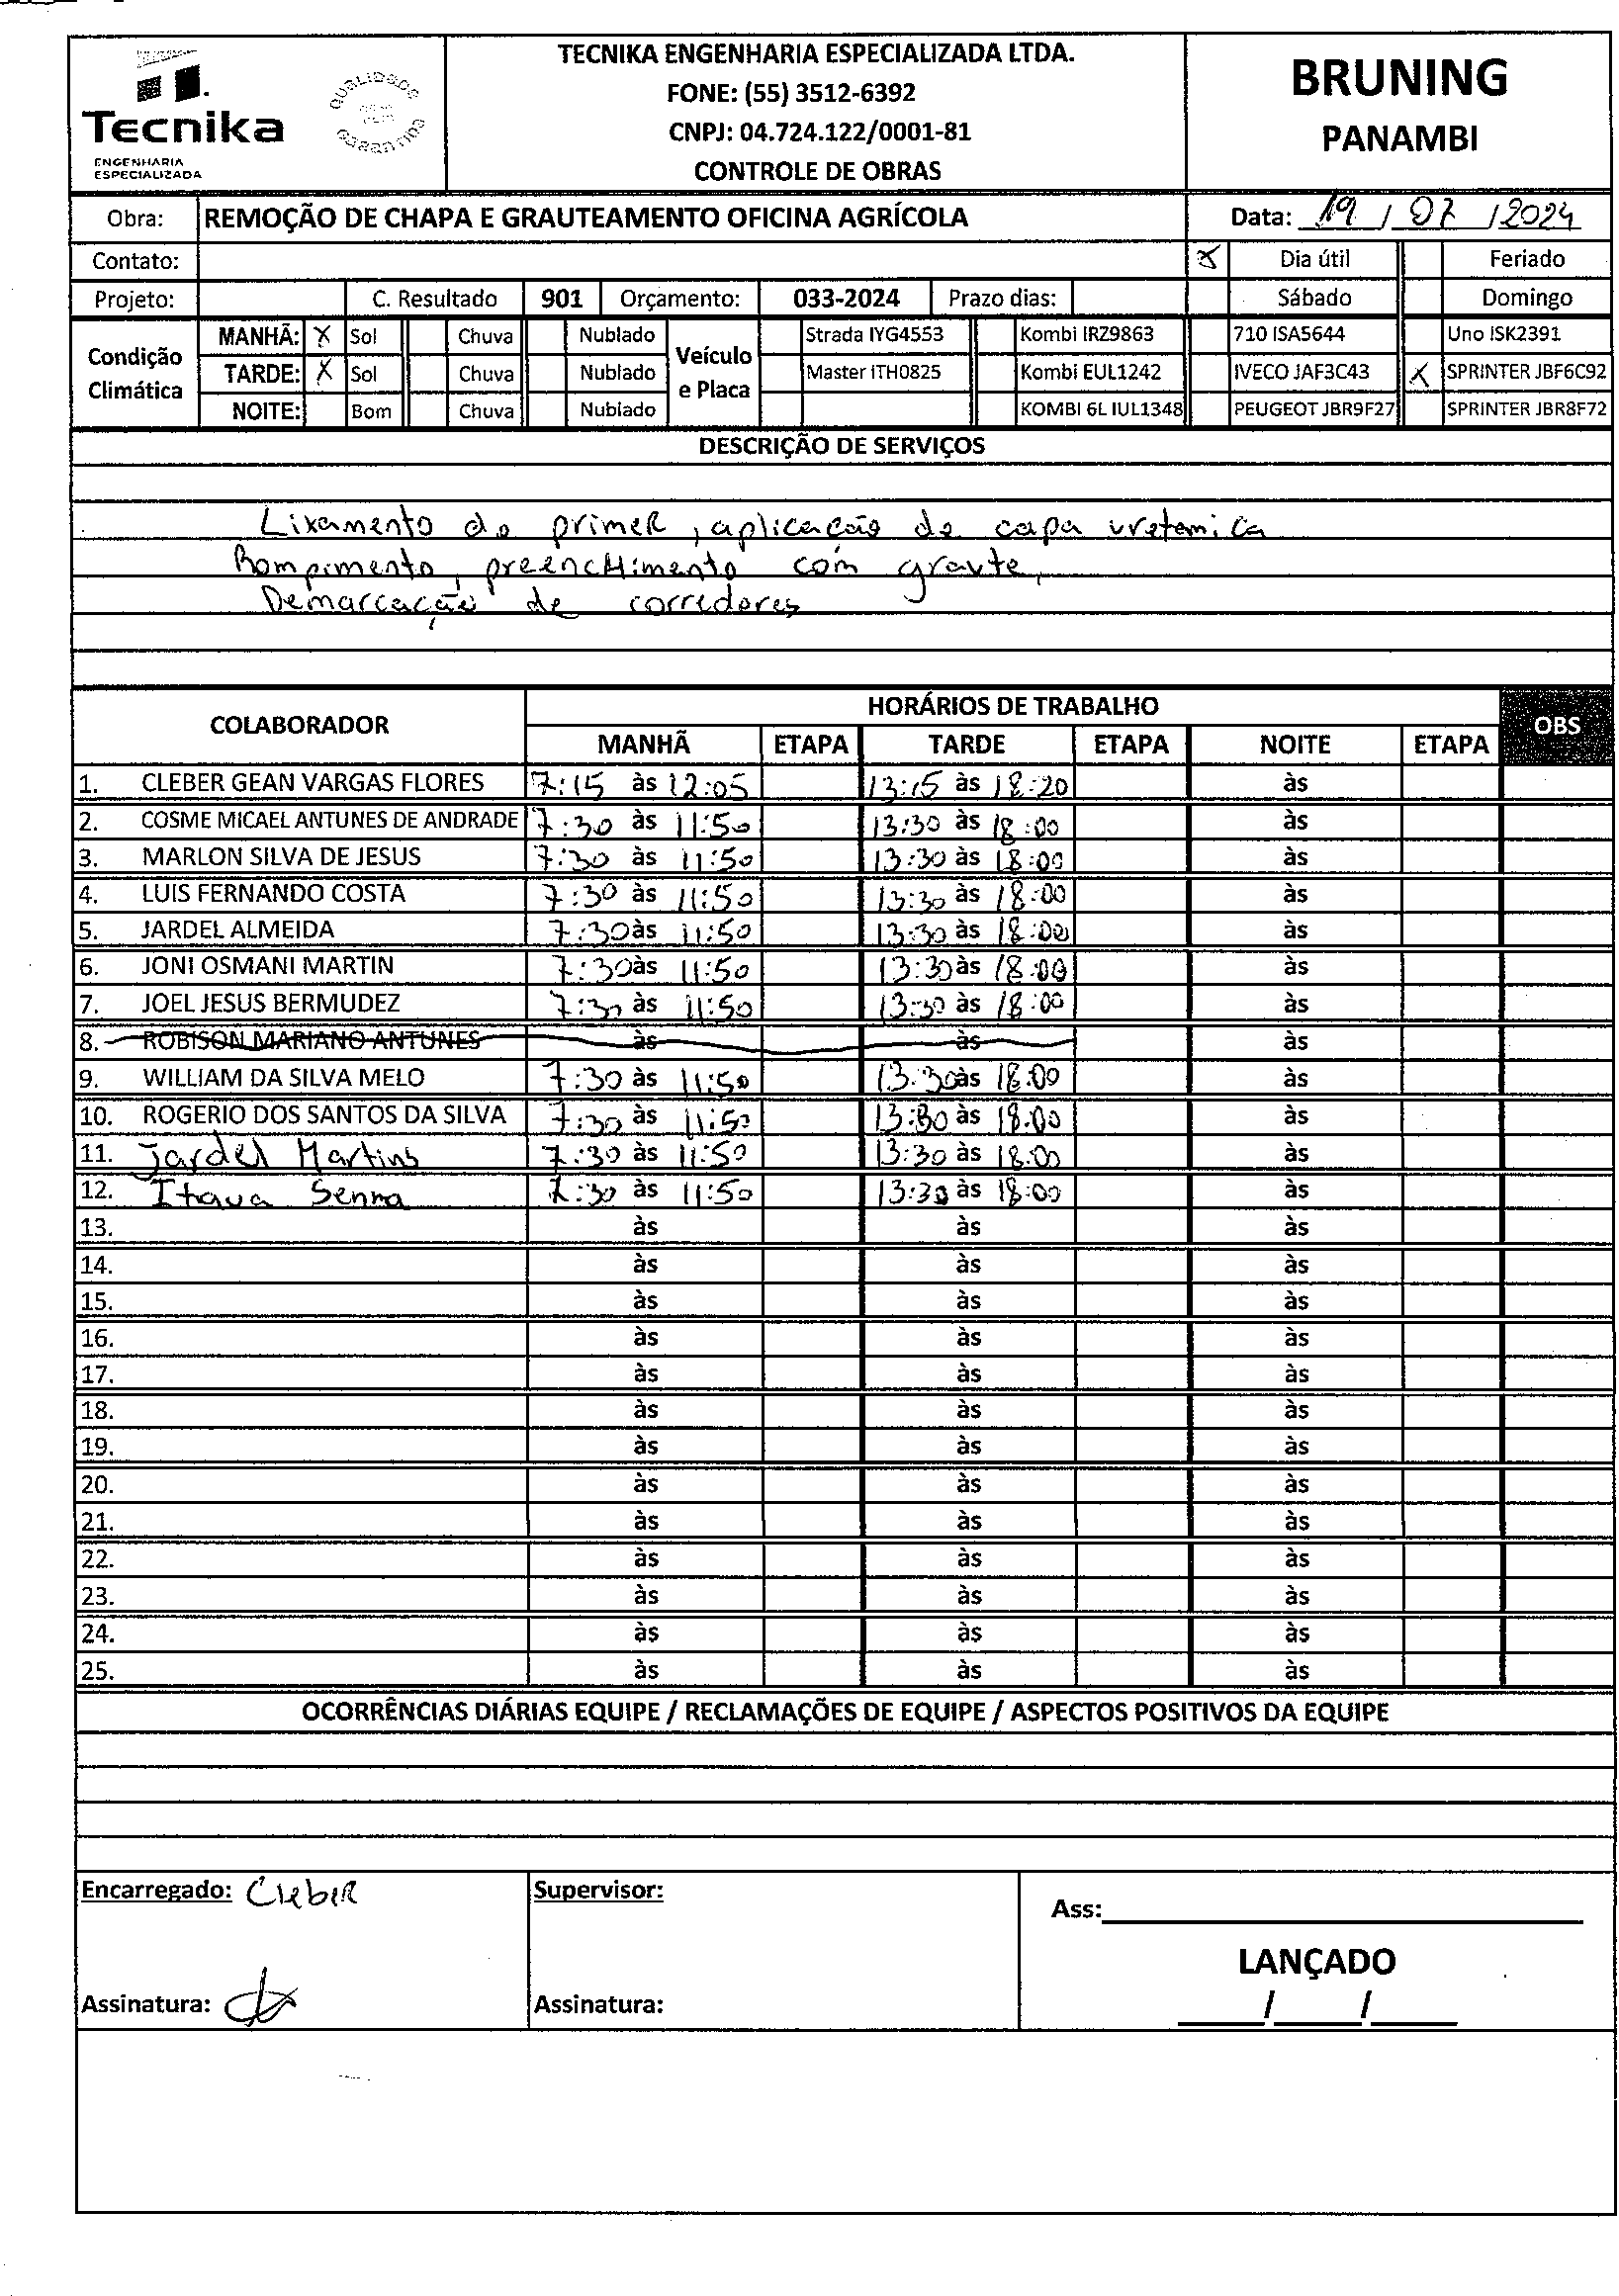 Tecnika
ENGENHARIA
ESPECIALIZADA
QUALIDADE
GARANTIDA
TECNIKA ENGENHARIA ESPECIALIZADA LTDA.
FONE: (55) 3512-6392
CNPJ: 04.724.122/0001-81
CONTROLE DE OBRAS
BRUNING
PANAMBI
Obra: REMOÇÃO DE CHAPA E GRAUTEAMENTO OFICINA AGRÍCOLA Data: 19 / 07 / 2024
Contato: X Dia útil Feriado
Projeto: C. Resultado 901 Orçamento: 033-2024 Prazo dias: Sábado Domingo
Condição Climática
MANHÃ: X Sol Chuva Nublado
TARDE: X Sol Chuva Nublado
NOITE: Bom Chuva Nublado
Veículo e Placa
Strada IYG4553 Kombi IRZ9863 710 ISA5644 Uno ISK2391
Master ITH0825 Kombi EUL1242 IVECO JAF3C43 X SPRINTER JBF6C92
KOMBI 6L IUL1348 PEUGEOT JBR9F27 SPRINTER JBR8F72
DESCRIÇÃO DE SERVIÇOS
Lixamento do primer, aplicação de capa uretamica
Rompimento, preenchimento com graute,
Demarcação de corredores
COLABORADOR HORÁRIOS DE TRABALHO OBS
MANHÃ ETAPA TARDE ETAPA NOITE ETAPA
1. CLEBER GEAN VARGAS FLORES 7:15 às 12:05 13:15 às 18:20 às
2. COSME MICAEL ANTUNES DE ANDRADE 7:30 às 11:50 13:30 às 18:00 às
3. MARLON SILVA DE JESUS 7:30 às 11:50 13:30 às 18:00 às
4. LUIS FERNANDO COSTA 7:30 às 11:50 13:30 às 18:00 às
5. JARDEL ALMEIDA 7:30 às 11:50 13:30 às 18:00 às
6. JONI OSMANI MARTIN 7:30 às 11:50 13:30 às 18:00 às
7. JOEL JESUS BERMUDEZ 7:30 às 11:50 13:30 às 18:00 às
8. ROBISON MARIANO ANTUNES às às às
9. WILLIAM DA SILVA MELO 7:30 às 11:50 13:30 às 18:00 às
10. ROGERIO DOS SANTOS DA SILVA 7:30 às 11:50 13:30 às 18:00 às
11. Jardel Martins 7:30 às 11:50 13:30 às 18:00 às
12. Itaua Senna 7:30 às 11:50 13:30 às 18:00 às
13. às às às
14. às às às
15. às às às
16. às às às
17. às às às
18. às às às
19. às às às
20. às às às
21. às às às
22. às às às
23. às às às
24. às às às
25. às às às
OCORRÊNCIAS DIÁRIAS EQUIPE / RECLAMAÇÕES DE EQUIPE / ASPECTOS POSITIVOS DA EQUIPE
Encarregado: Cleber Supervisor:
Ass:
LANÇADO
Assinatura: Assinatura: / /